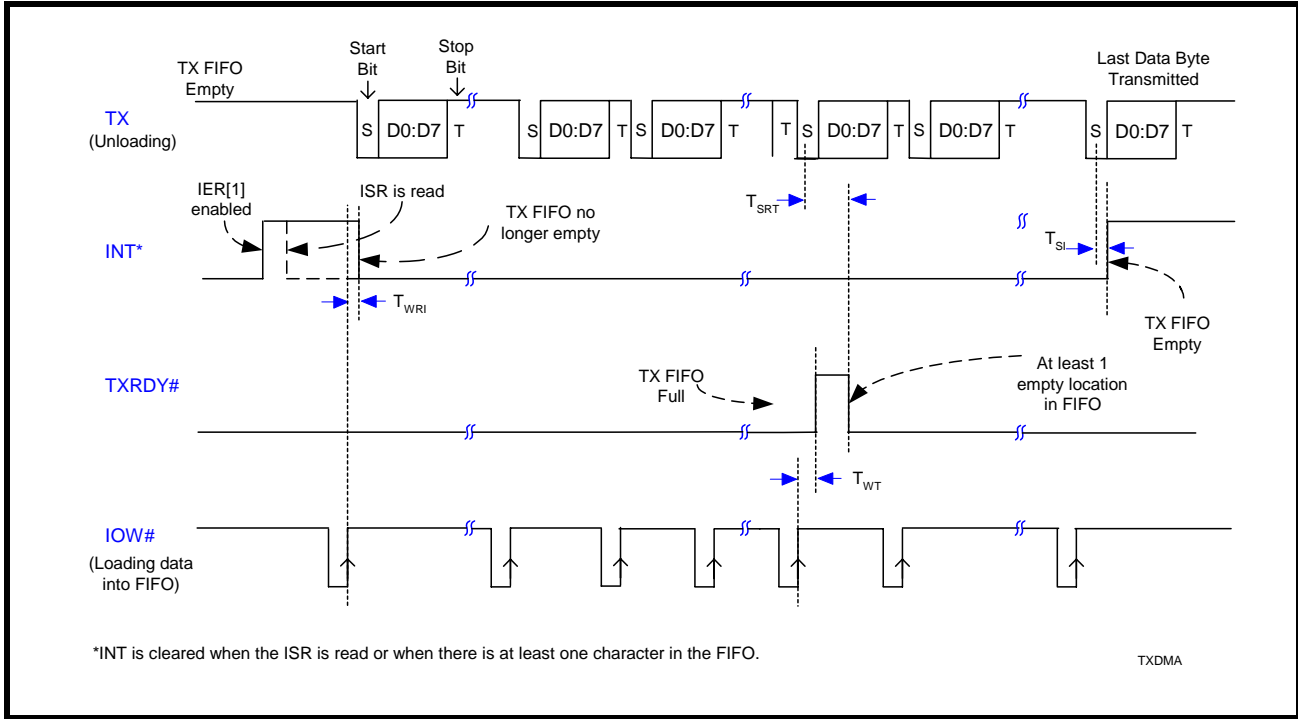 Start
Bit
Stop
Bit
TX FIFO
Empty
Last Data Byte
Transmitted
TX
(Unloading)
S D0:D7 T S D0:D7 T S D0:D7 T T S D0:D7 T S D0:D7 T S D0:D7 T
IER[1]
enabled
ISR is read
TX FIFO no
longer empty
TSRT
INT*
TSI
TWRI
TX FIFO
Empty
TXRDY#
TX FIFO
Full
At least 1
empty location
in FIFO
TWT
IOW#
(Loading data
into FIFO)
*INT is cleared when the ISR is read or when there is at least one character in the FIFO.
TXDMA